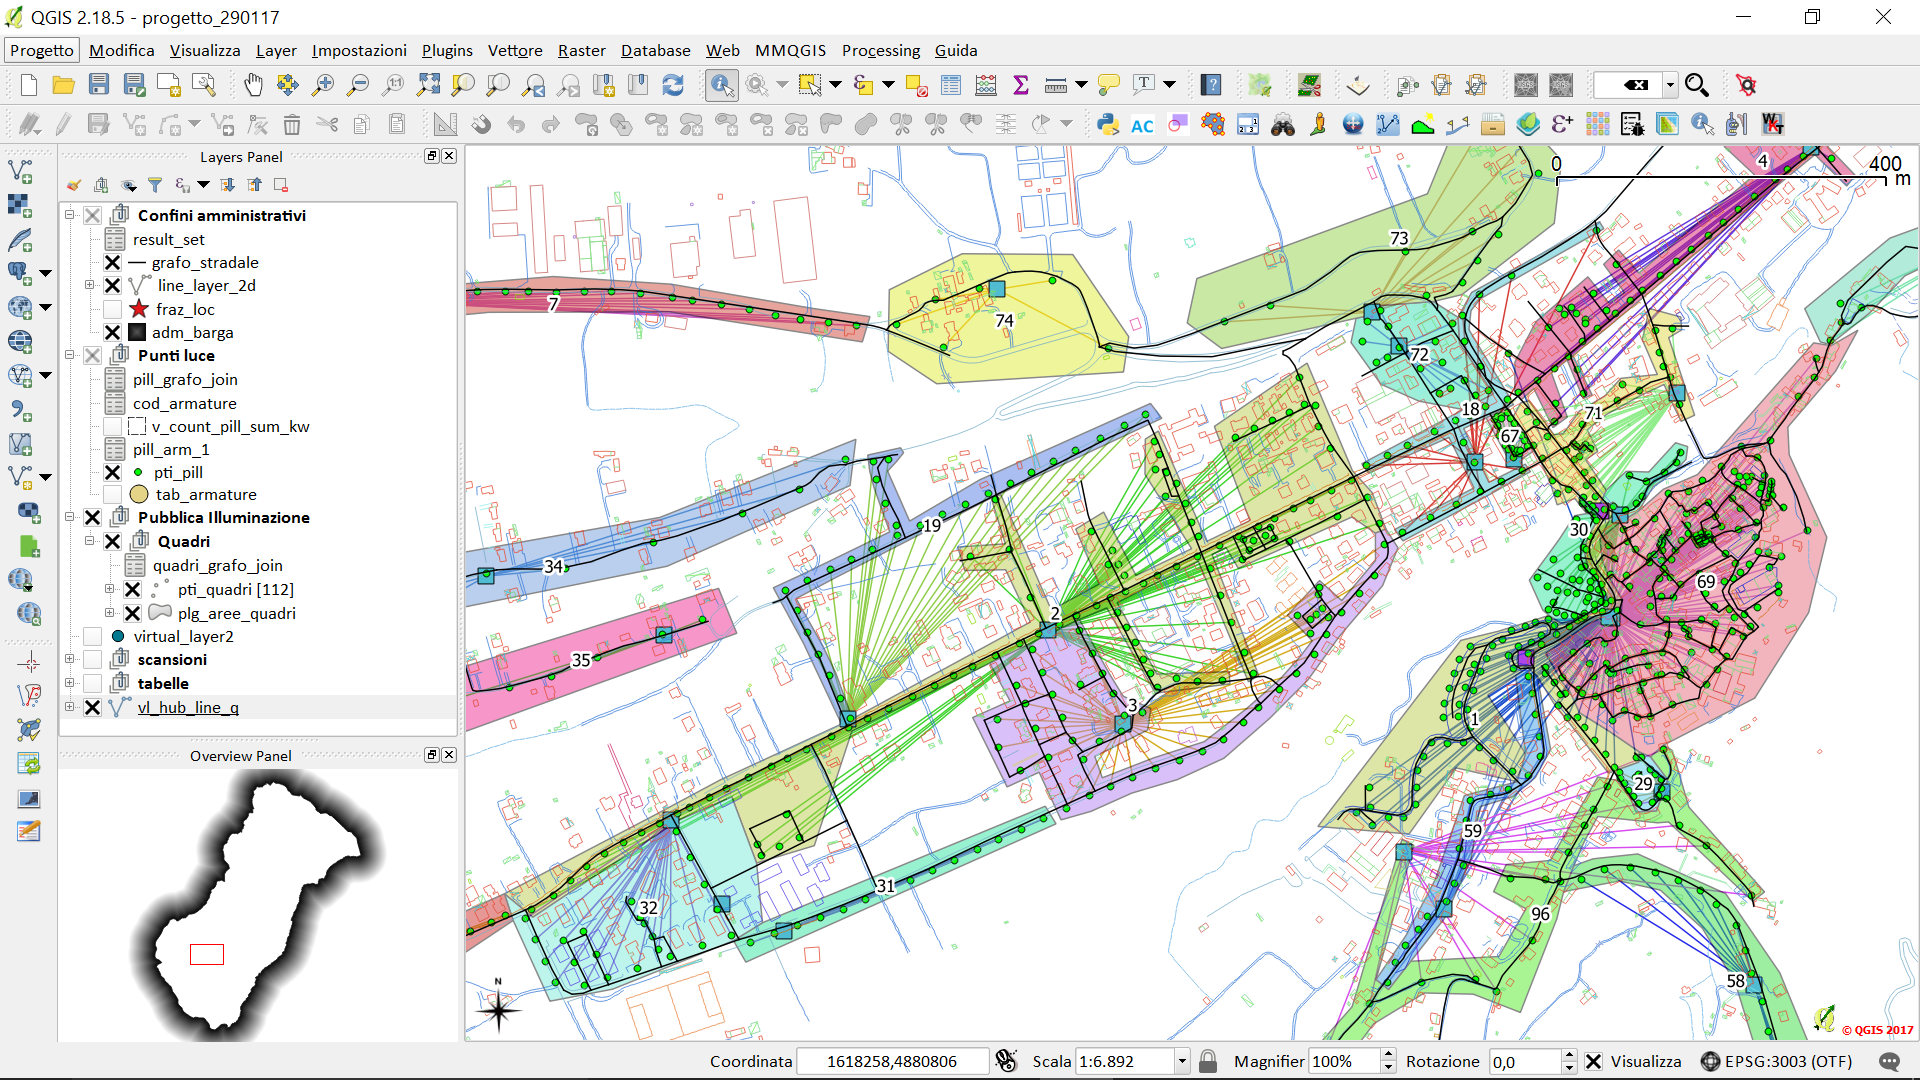 QGIS 2.18.5 - progetto_290117
Progetto Modifica Visualizza Layer Impostazioni Plugins Vettore Raster Database Web MMQGIS Processing Guida
Layers Panel
Confini amministrativi
result_set
grafo_stradale
line_layer_2d
fraz_loc
adm_barga
Punti luce
pill_grafo_join
cod_armature
v_count_pill_sum_kw
pill_arm_1
pti_pill
tab_armature
Pubblica Illuminazione
Quadri
quadri_grafo_join
pti_quadri [112]
plg_aree_quadri
virtual_layer2
scansioni
tabelle
vl_hub_line_q
Overview Panel
0 400
m
4
73
7
74
72
18
71
67
19
30
34
69
2
35
3
1
29
59
31
32
96
58
N
© QGIS 2017
Coordinata 1618258,4880806 Scala 1:6.892 Magnifier 100% Rotazione 0,0 Visualizza EPSG:3003 (OTF)